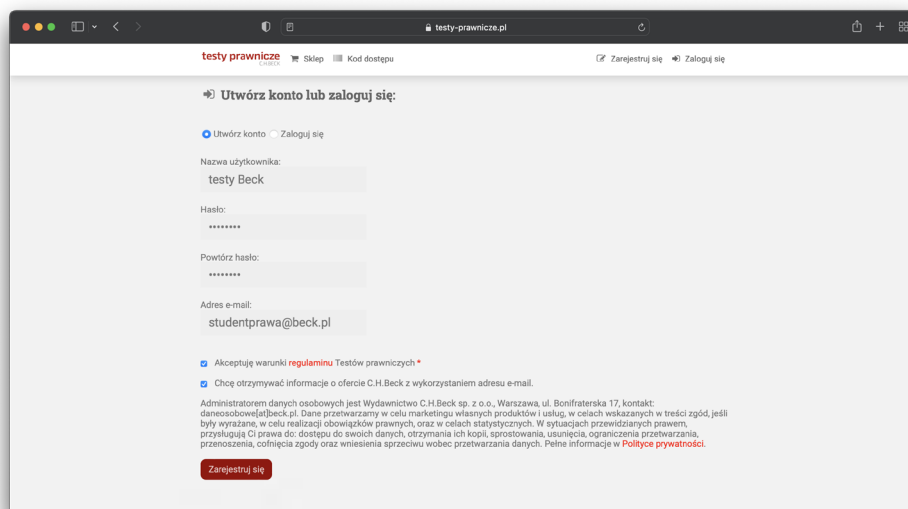 testy-prawnicze.pl
testy prawnicze
C.H.BECK
Sklep
Kod dostępu
Zarejestruj się
Zaloguj się
Utwórz konto lub zaloguj się:
Utwórz konto
Zaloguj się
Nazwa użytkownika:
testy Beck
Hasło:
••••••••
Powtórz hasło:
••••••••
Adres e-mail:
studentprawa@beck.pl
Akceptuję warunki regulaminu Testów prawniczych *
Chcę otrzymywać informacje o ofercie C.H.Beck z wykorzystaniem adresu e-mail.
Administratorem danych osobowych jest Wydawnictwo C.H.Beck sp. z o.o., Warszawa, ul. Bonifraterska 17, kontakt:
daneosobowe[at]beck.pl. Dane przetwarzamy w celu marketingu własnych produktów i usług, w celach wskazanych w treści zgód, jeśli
były wyrażane, w celu realizacji obowiązków prawnych, oraz w celach statystycznych. W sytuacjach przewidzianych prawem,
przysługują Ci prawa do: dostępu do swoich danych, otrzymania ich kopii, sprostowania, usunięcia, ograniczenia przetwarzania,
przenoszenia, cofnięcia zgody oraz wniesienia sprzeciwu wobec przetwarzania danych. Pełne informacje w Polityce prywatności.
Zarejestruj się